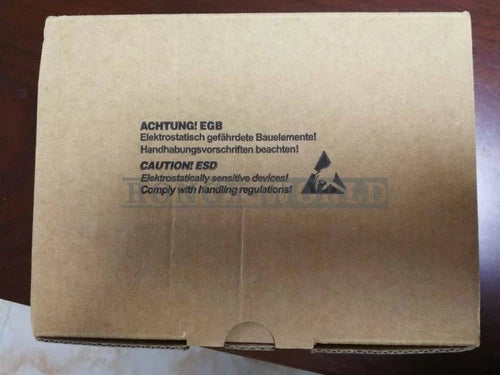 ACHTUNG! EGB
Elektrostatisch gefährdete Bauelemente!
Handhabungsvorschriften beachten!
CAUTION! ESD
Elektrostatically sensitive devices!
Comply with handling regulations!